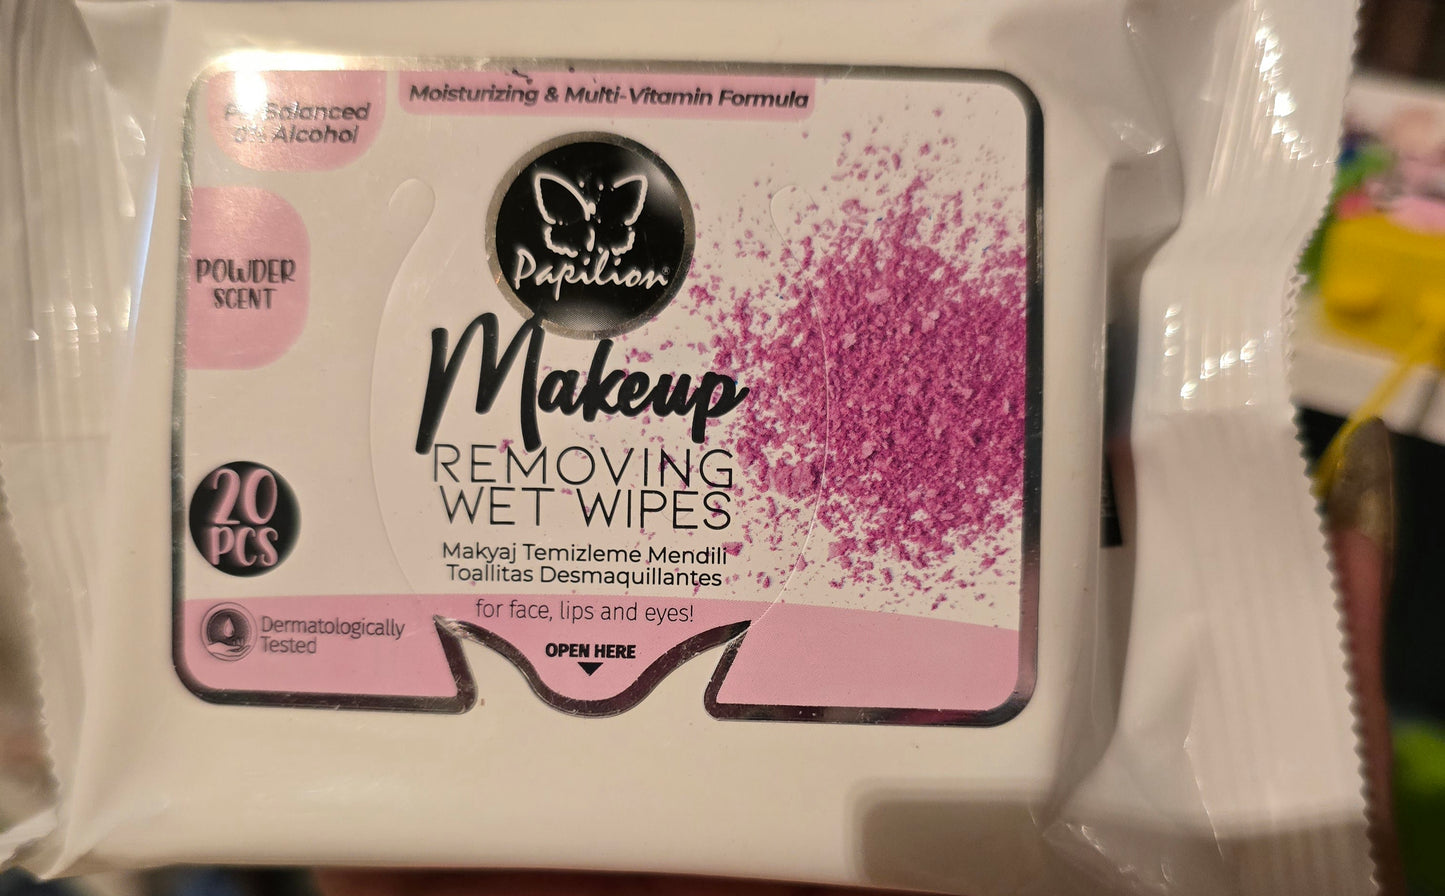 Moisturizing & Multi-Vitamin Formula
Balanced
0% Alcohol
POWDER
SCENT
Papilion®
Makeup
REMOVING
WET WIPES
Makyaj Temizleme Mendili
Toallitas Desmaquillantes
for face, lips and eyes!
20
PCS
Dermatologically
Tested
OPEN HERE